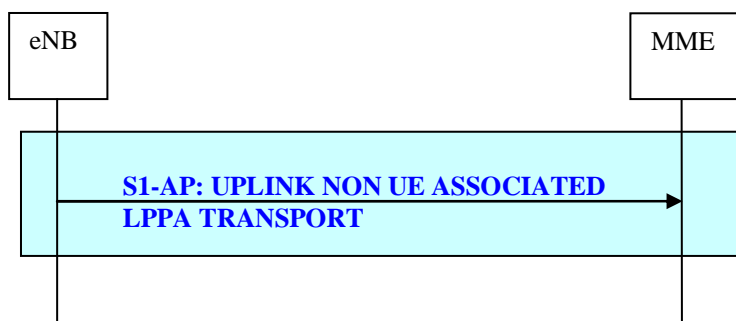 eNB
MME
S1-AP: UPLINK NON UE ASSOCIATED
LPPA TRANSPORT